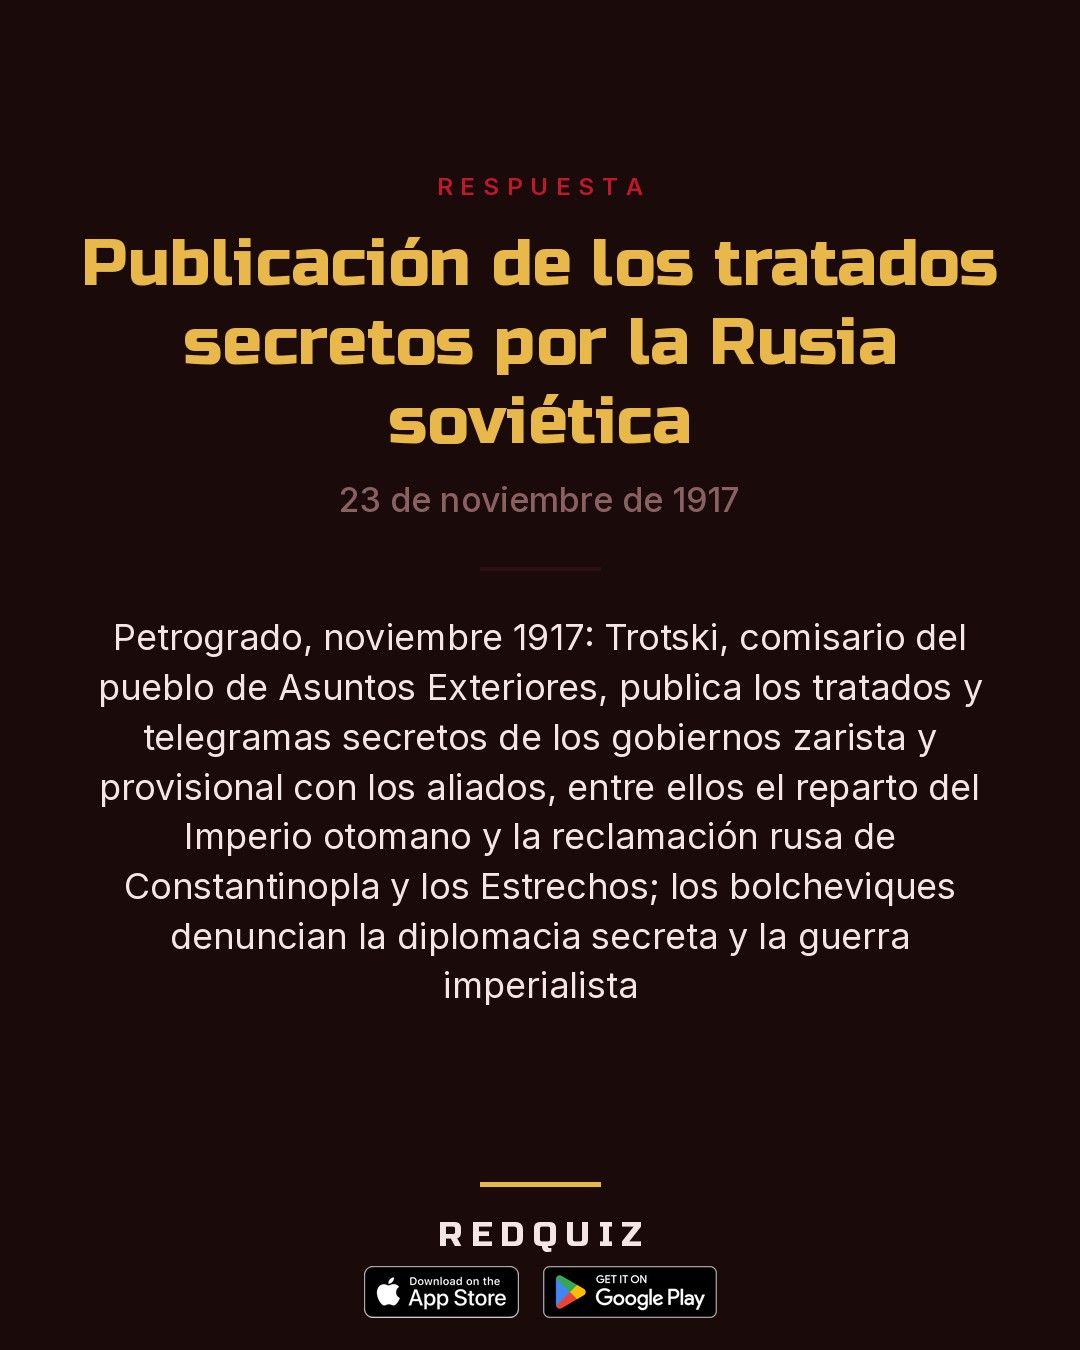 RESPUESTA
Publicación de los tratados
secretos por la Rusia
soviética
23 de noviembre de 1917
Petrogrado, noviembre 1917: Trotski, comisario del
pueblo de Asuntos Exteriores, publica los tratados y
telegramas secretos de los gobiernos zarista y
provisional con los aliados, entre ellos el reparto del
Imperio otomano y la reclamación rusa de
Constantinopla y los Estrechos; los bolcheviques
denuncian la diplomacia secreta y la guerra
imperialista
REDQUIZ
Download on the
App Store
GET IT ON
Google Play